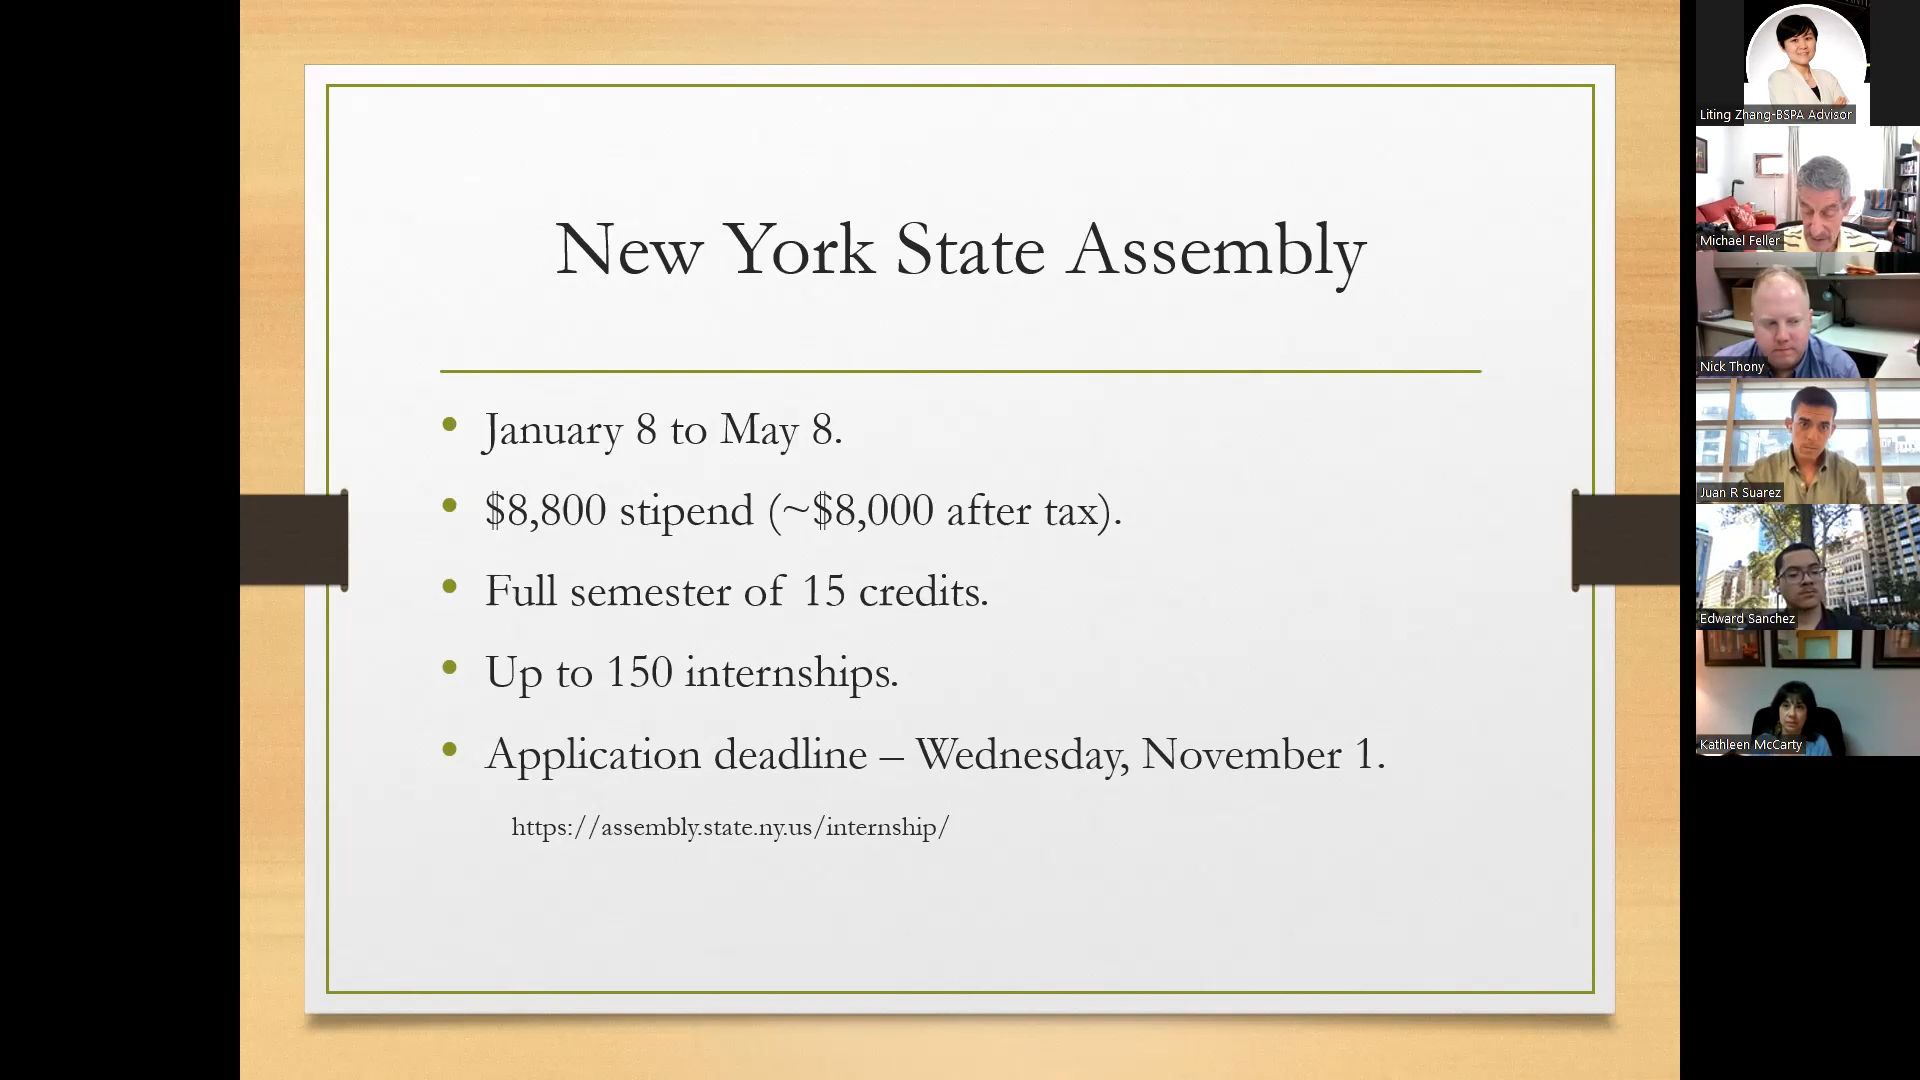 New York State Assembly
• January 8 to May 8.
• $8,800 stipend (~$8,000 after tax).
• Full semester of 15 credits.
• Up to 150 internships.
• Application deadline – Wednesday, November 1.
https://assembly.state.ny.us/internship/
Liting Zhang-BSPA Advisor
Michael Feller
Nick Thony
Juan R Suarez
Edward Sanchez
Kathleen McCarty